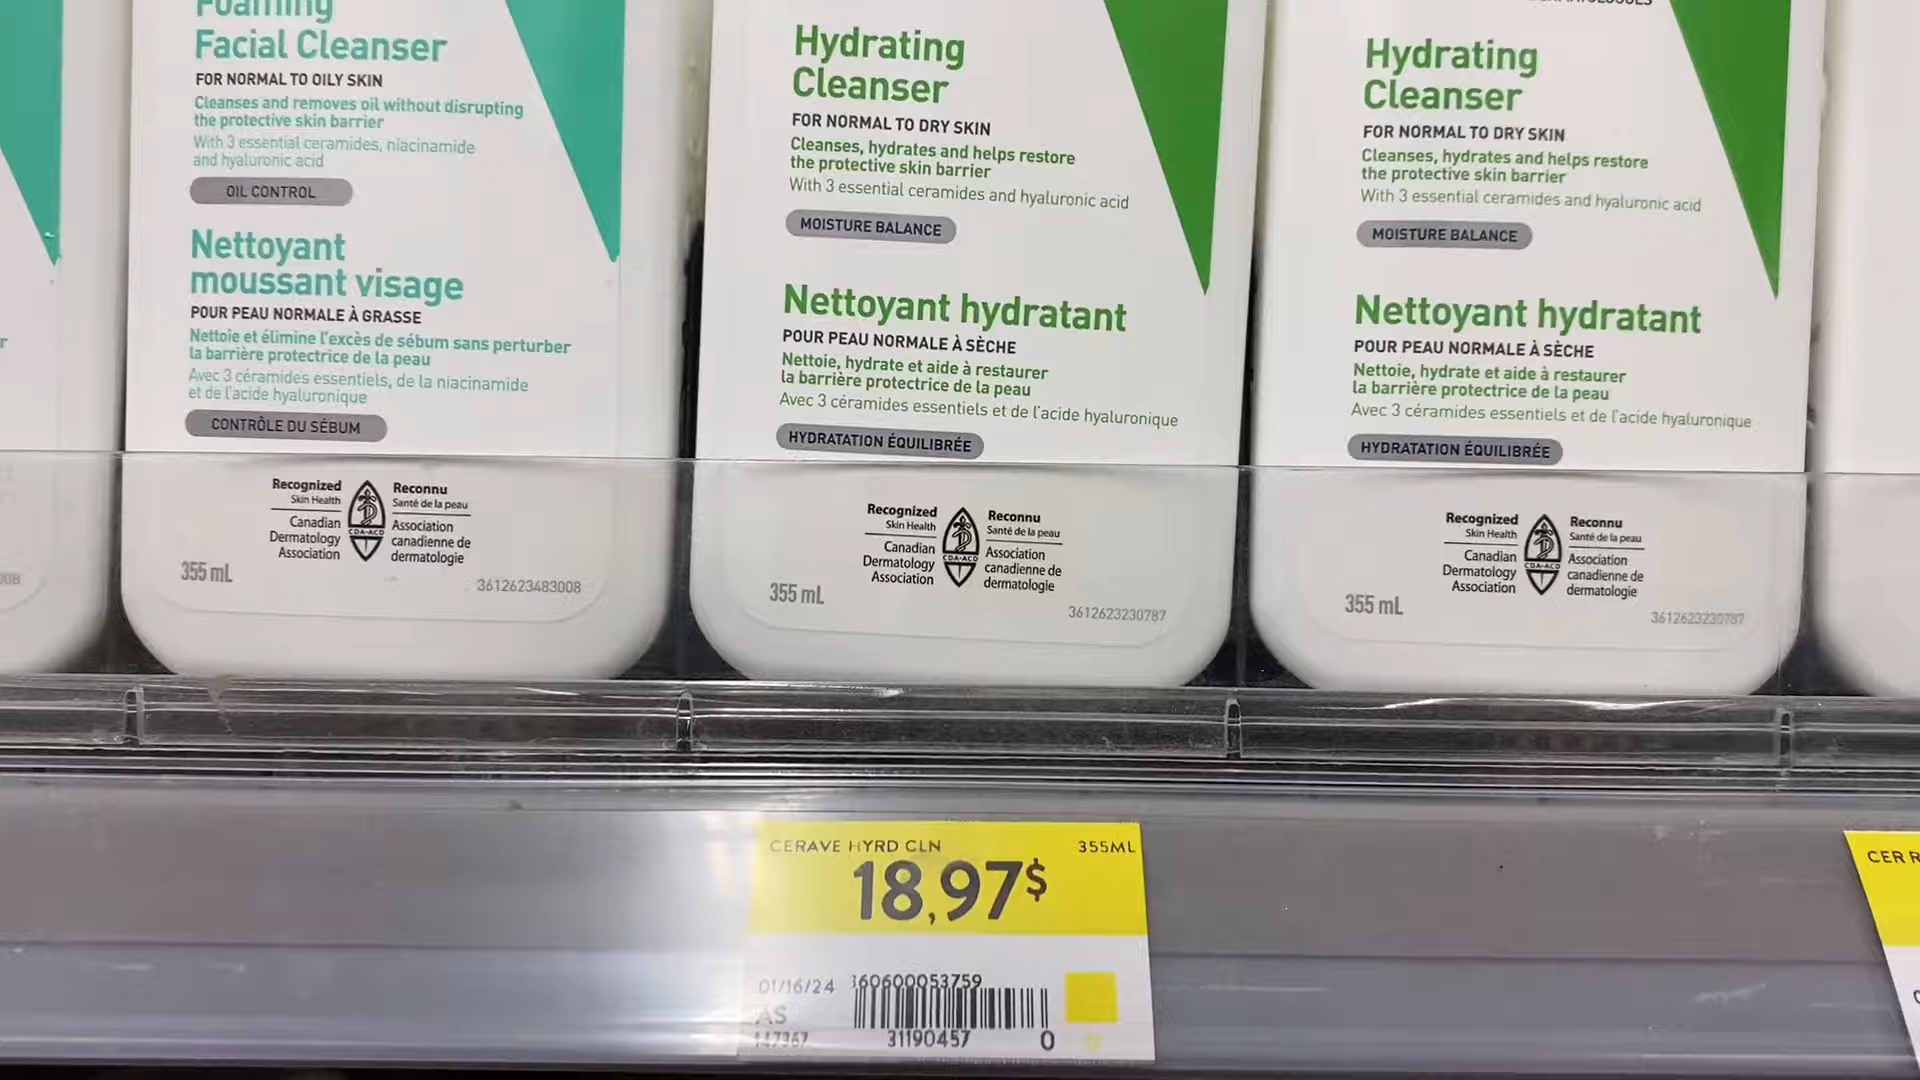 Foaming
Facial Cleanser
FOR NORMAL TO OILY SKIN
Cleanses and removes oil without disrupting
the protective skin barrier
With 3 essential ceramides, niacinamide
and hyaluronic acid
OIL CONTROL
Nettoyant
moussant visage
POUR PEAU NORMALE À GRASSE
Nettoie et élimine l'excès de sébum sans perturber
la barrière protectrice de la peau
Avec 3 céramides essentiels, de la niacinamide
et de l'acide hyaluronique
CONTRÔLE DU SÉBUM
Recognized
Skin Health
Canadian
Dermatology
Association
CDA-ACD
Reconnu
Santé de la peau
Association
canadienne de
dermatologie
355 mL
3612623483008
Hydrating
Cleanser
FOR NORMAL TO DRY SKIN
Cleanses, hydrates and helps restore
the protective skin barrier
With 3 essential ceramides and hyaluronic acid
MOISTURE BALANCE
Nettoyant hydratant
POUR PEAU NORMALE À SÈCHE
Nettoie, hydrate et aide à restaurer
la barrière protectrice de la peau
Avec 3 céramides essentiels et de l'acide hyaluronique
HYDRATATION ÉQUILIBRÉE
Recognized
Skin Health
Canadian
Dermatology
Association
CDA-ACD
Reconnu
Santé de la peau
Association
canadienne de
dermatologie
355 mL
3612623230787
Hydrating
Cleanser
FOR NORMAL TO DRY SKIN
Cleanses, hydrates and helps restore
the protective skin barrier
With 3 essential ceramides and hyaluronic acid
MOISTURE BALANCE
Nettoyant hydratant
POUR PEAU NORMALE À SÈCHE
Nettoie, hydrate et aide à restaurer
la barrière protectrice de la peau
Avec 3 céramides essentiels et de l'acide hyaluronique
HYDRATATION ÉQUILIBRÉE
Recognized
Skin Health
Canadian
Dermatology
Association
CDA-ACD
Reconnu
Santé de la peau
Association
canadienne de
dermatologie
355 mL
3612623230787
CERAVE HYRD CLN 355ML
18,97$
01/16/24
60600053759
AS
31190457 0
CER R